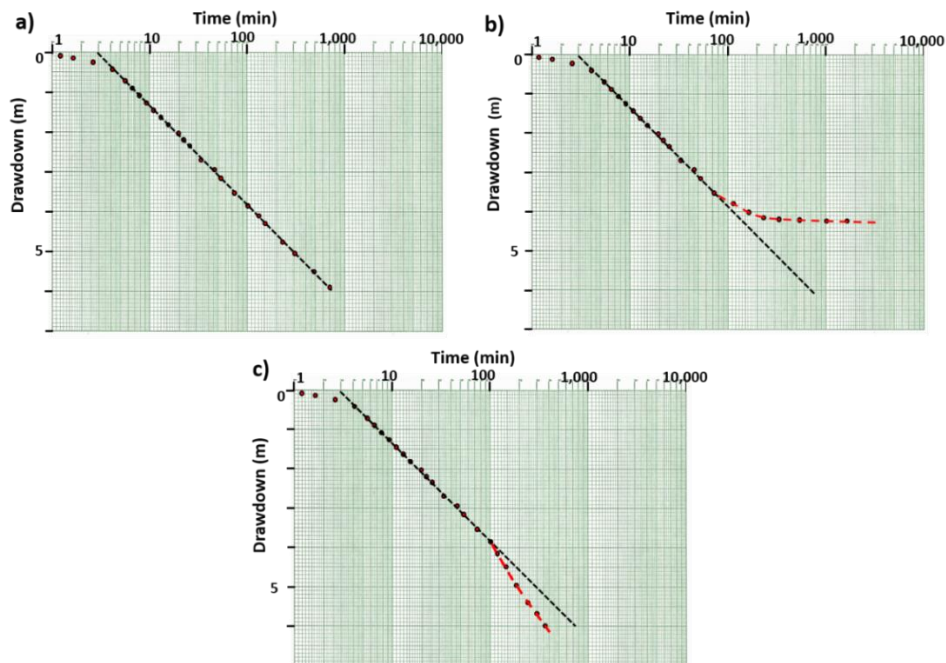 a)
Time (min)
1 10 100 1,000 10,000
0
5
Drawdown (m)
b)
Time (min)
1 10 100 1,000 10,000
0
5
Drawdown (m)
c)
Time (min)
1 10 100 1,000 10,000
0
5
Drawdown (m)